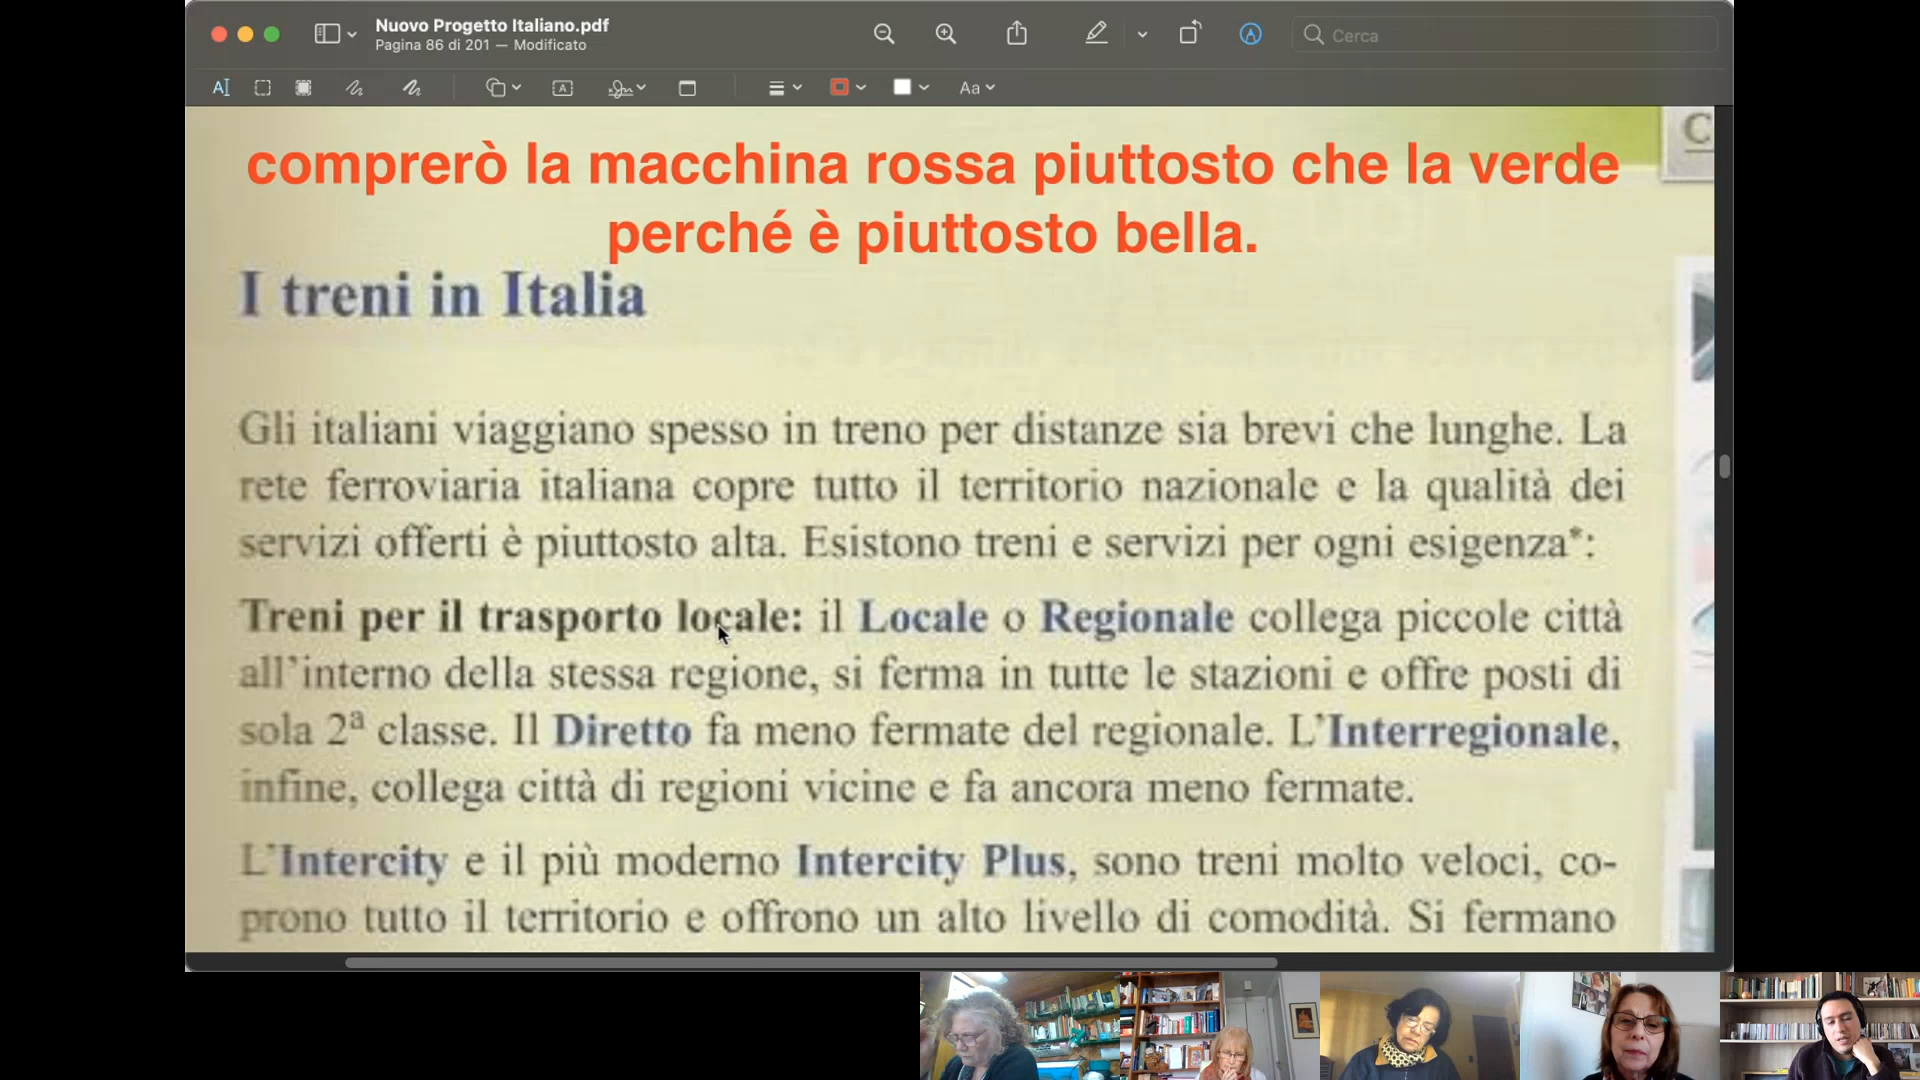 Nuovo Progetto Italiano.pdf
Pagina 86 di 201 — Modificato
Cerca
Aa
C
comprerò la macchina rossa piuttosto che la verde
perché è piuttosto bella.
I treni in Italia
Gli italiani viaggiano spesso in treno per distanze sia brevi che lunghe. La
rete ferroviaria italiana copre tutto il territorio nazionale e la qualità dei
servizi offerti è piuttosto alta. Esistono treni e servizi per ogni esigenza*:
Treni per il trasporto locale: il Locale o Regionale collega piccole città
all'interno della stessa regione, si ferma in tutte le stazioni e offre posti di
sola 2ª classe. Il Diretto fa meno fermate del regionale. L'Interregionale,
infine, collega città di regioni vicine e fa ancora meno fermate.
L'Intercity e il più moderno Intercity Plus, sono treni molto veloci, co-
prono tutto il territorio e offrono un alto livello di comodità. Si fermano